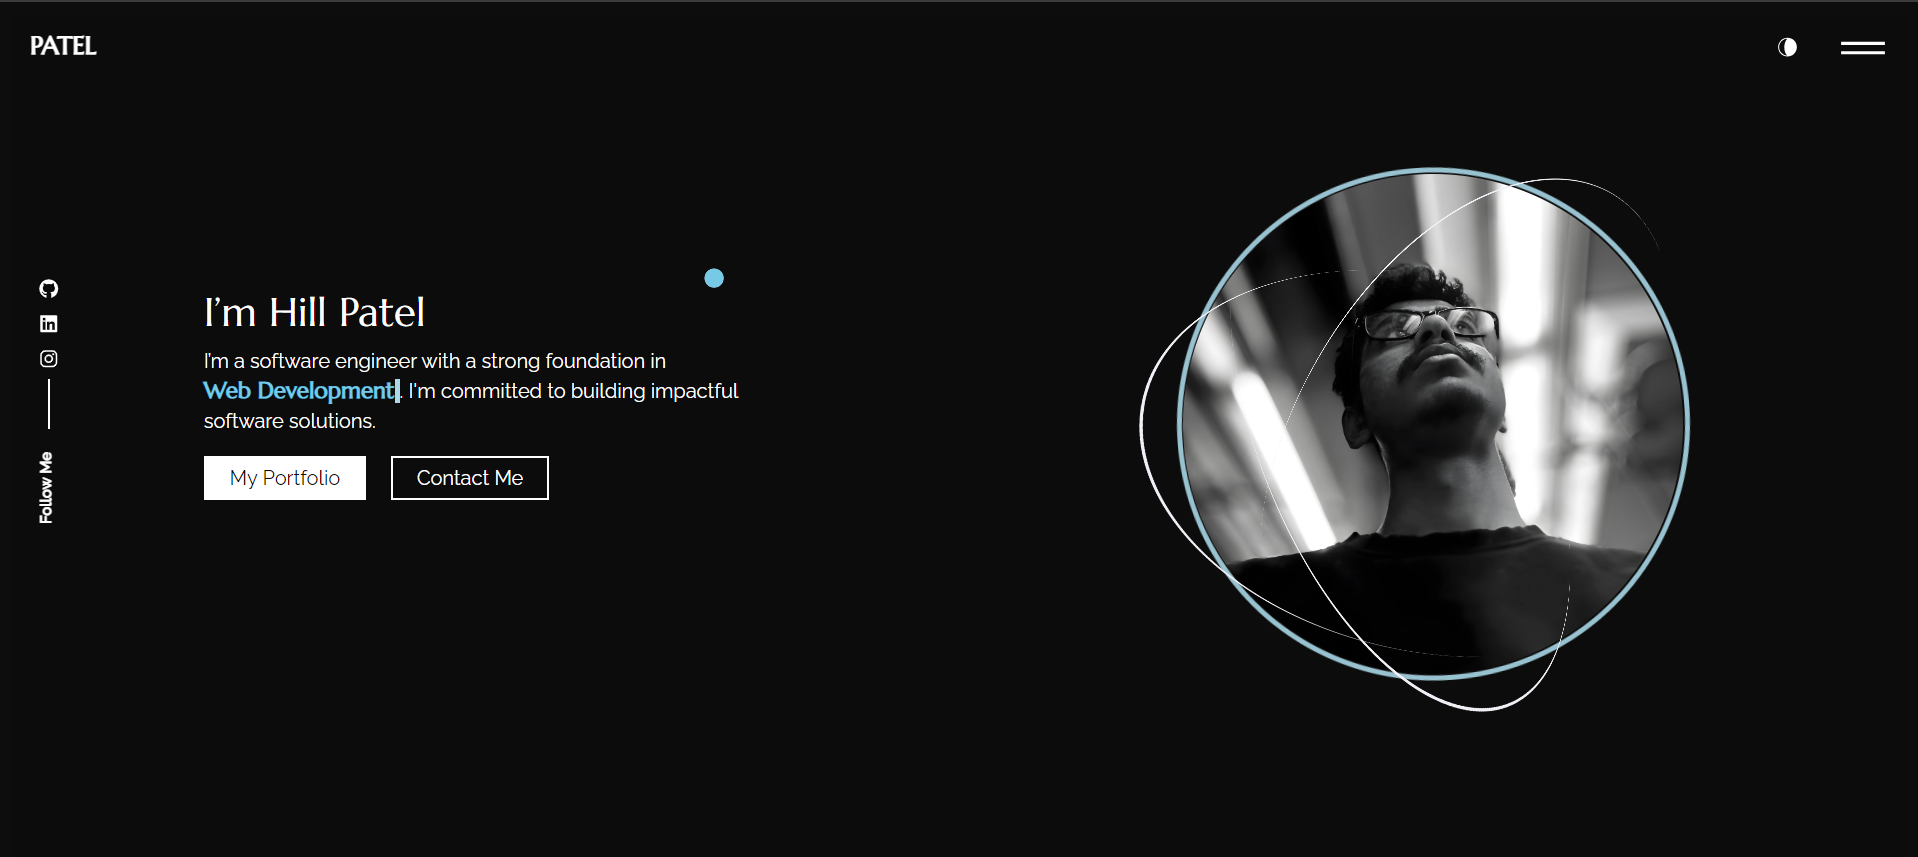 PATEL
I'm Hill Patel
I'm a software engineer with a strong foundation in
Web Development. I'm committed to building impactful
software solutions.
My Portfolio
Contact Me
Follow Me